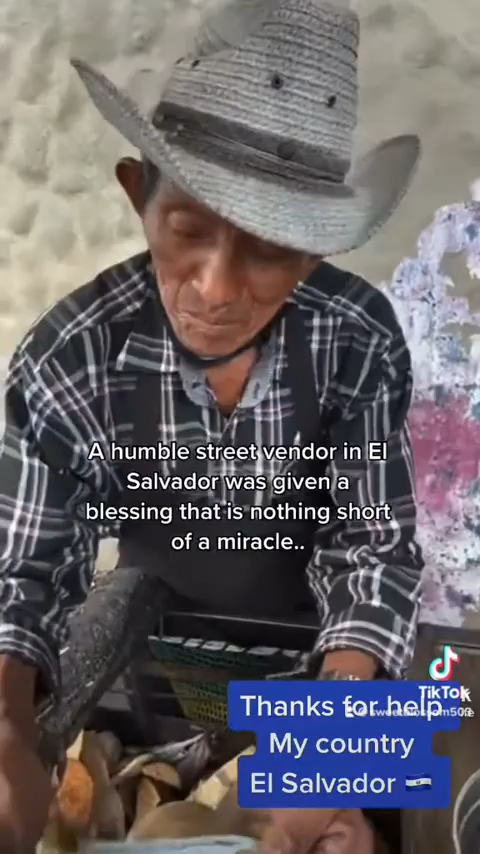 A humble street vendor in El
Salvador was given a
blessing that is nothing short
of a miracle..
TikTok
Thanks for help
My country
El Salvador 🇸🇻